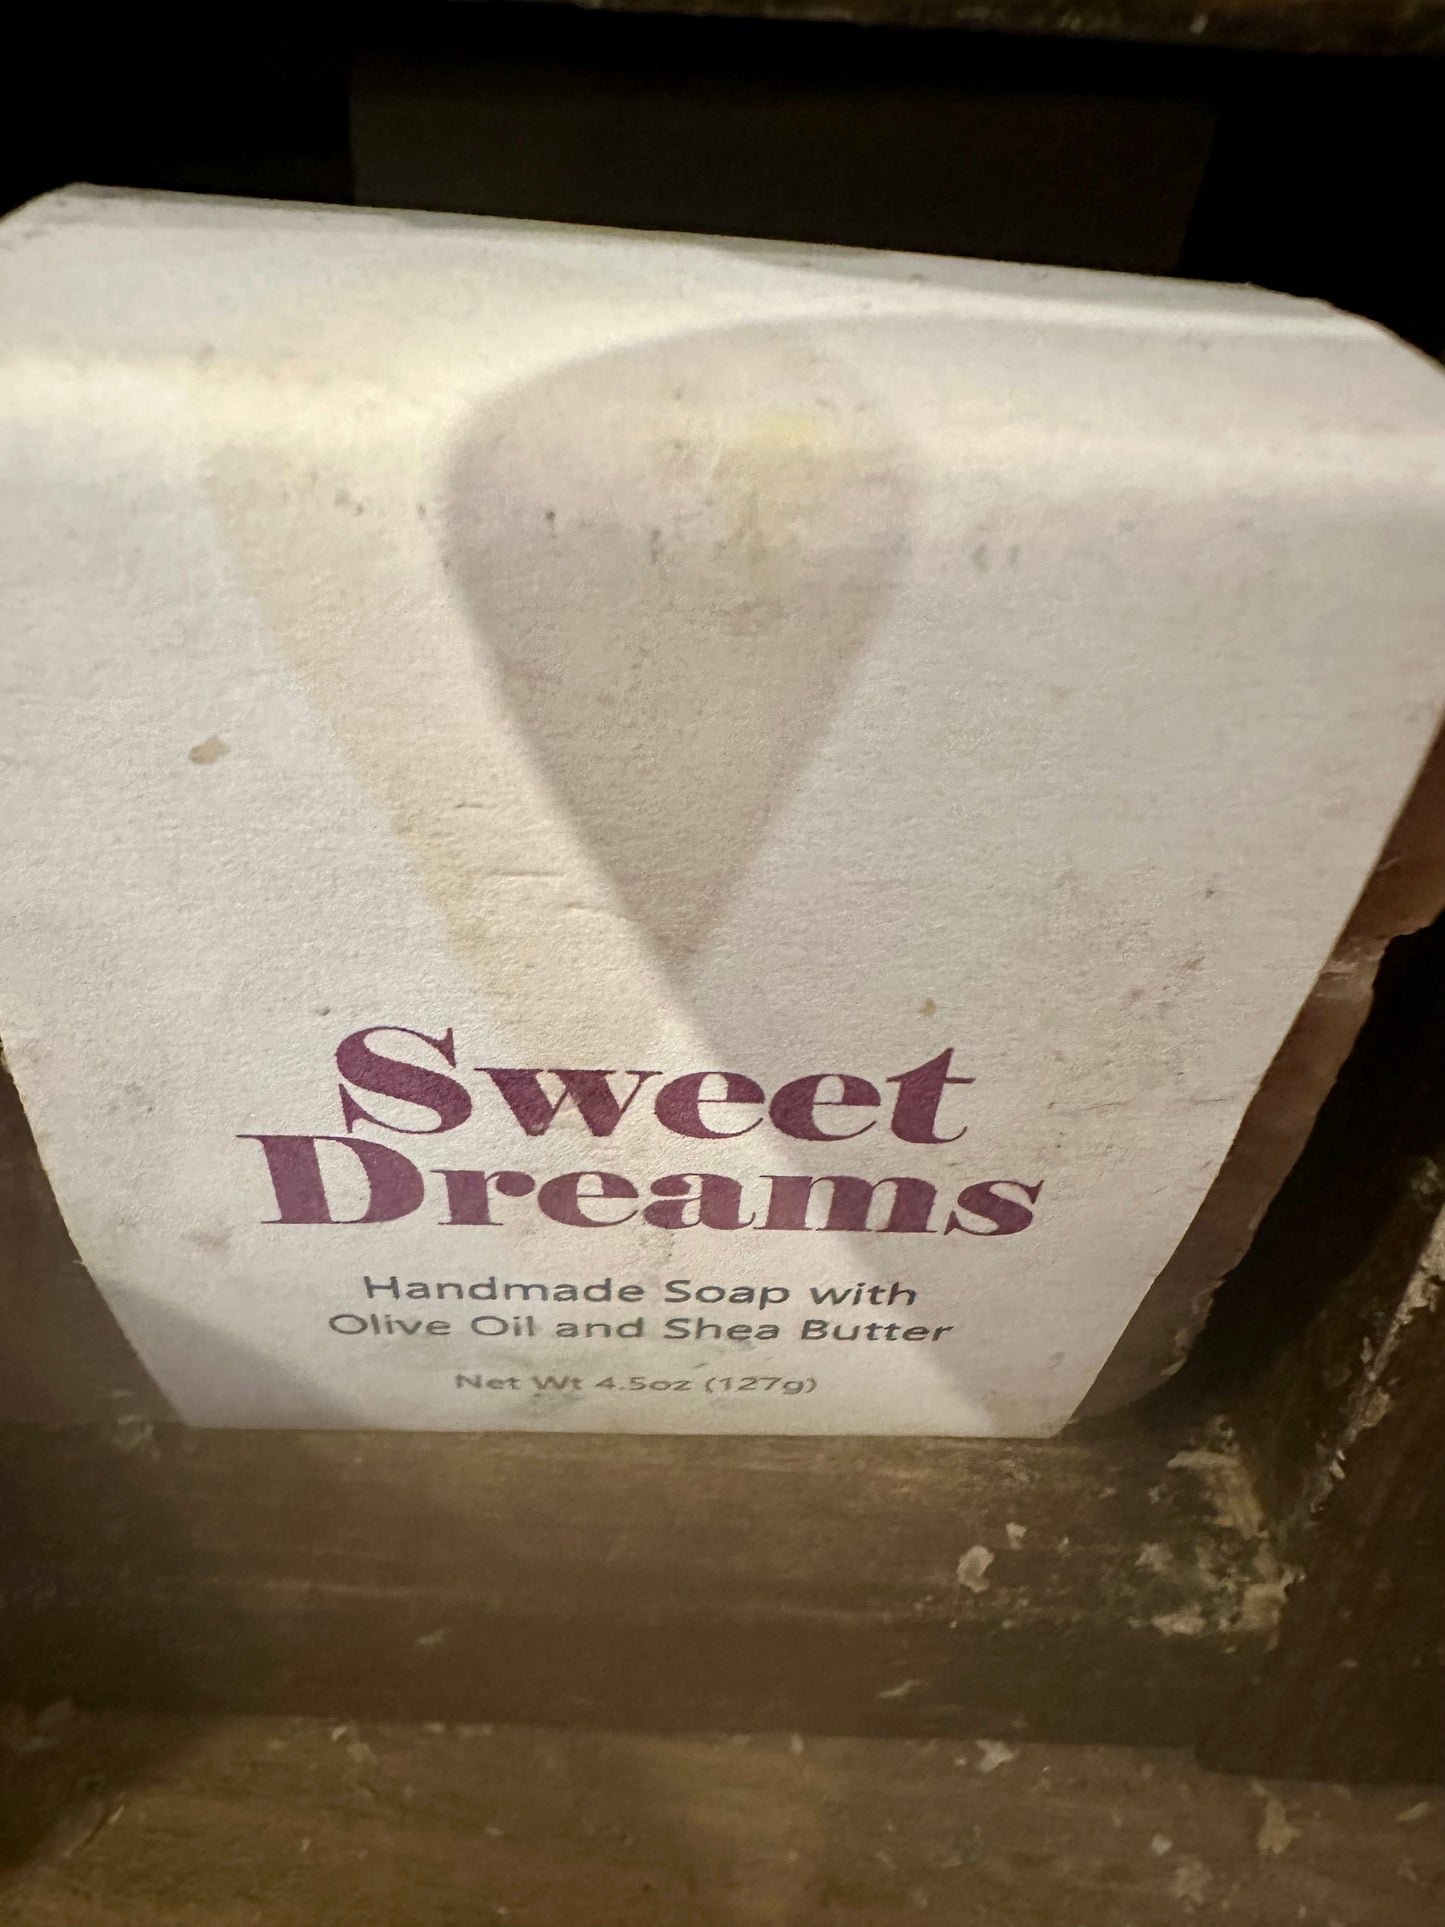 Sweet
Dreams
Handmade Soap with
Olive Oil and Shea Butter
Net Wt 4.5oz (127g)